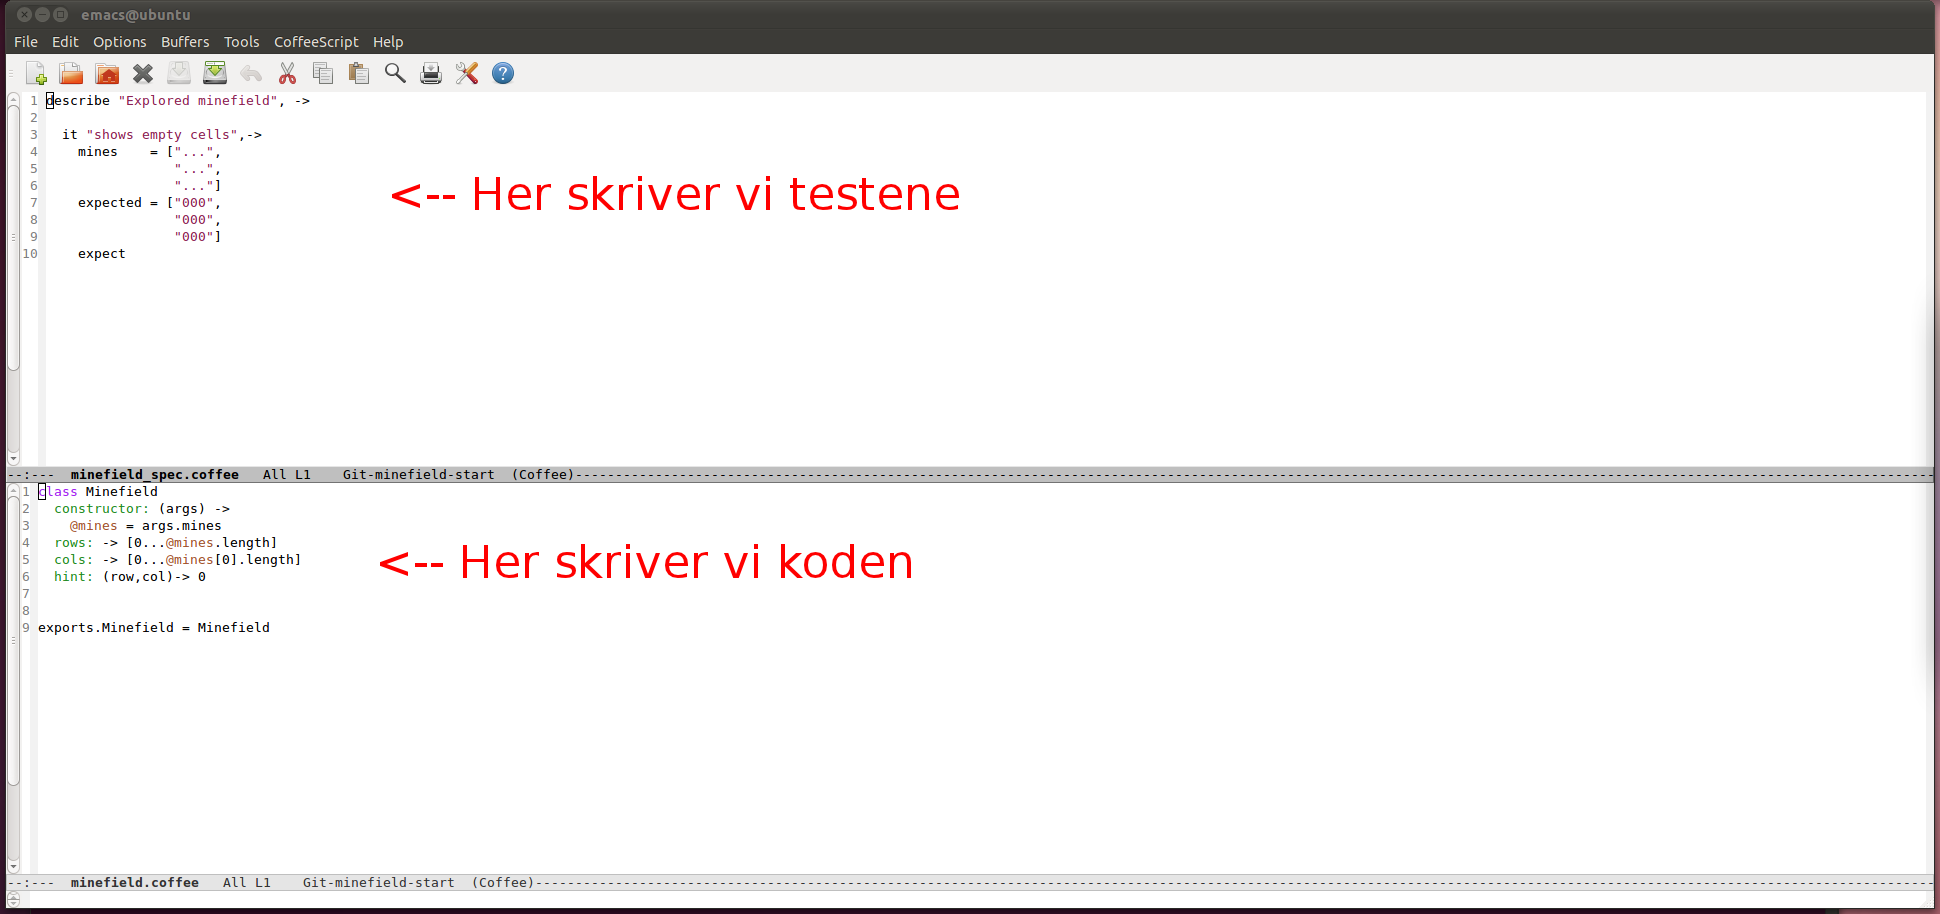 emacs@ubuntu
File Edit Options Buffers Tools CoffeeScript Help
1 describe "Explored minefield", ->
2
3   it "shows empty cells",->
4     mines    = ["...",
5                 "...",
6                 "..."]
7     expected = ["000",
8                 "000",
9                 "000"]
10     expect
<-- Her skriver vi testene
--:---  minefield_spec.coffee   All L1    Git-minefield-start  (Coffee)--------------------
1 class Minefield
2   constructor: (args) ->
3     @mines = args.mines
4   rows: -> [0...@mines.length]
5   cols: -> [0...@mines[0].length]
6   hint: (row,col)-> 0
7
8
9 exports.Minefield = Minefield
<-- Her skriver vi koden
--:---  minefield.coffee   All L1    Git-minefield-start  (Coffee)--------------------